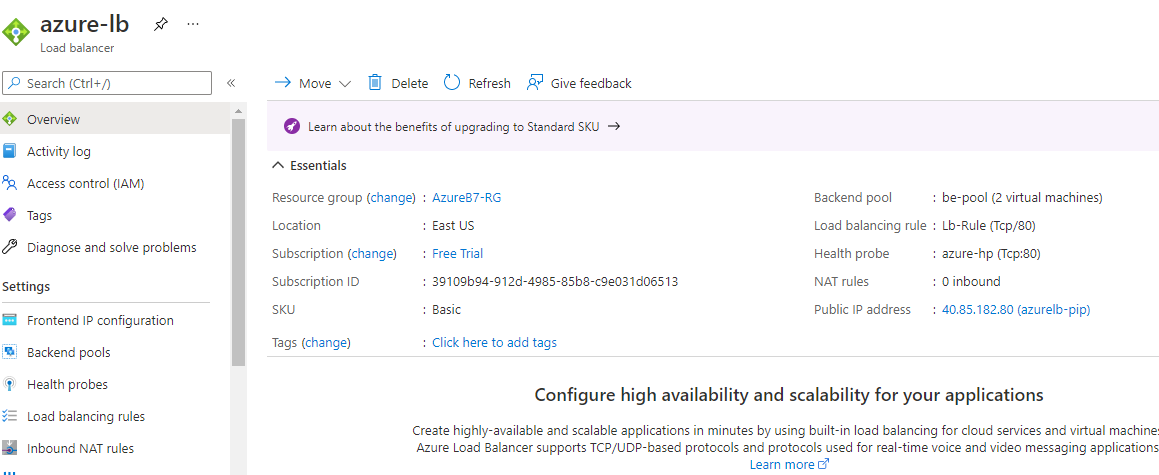 azure-lb
Load balancer
Search (Ctrl+/)
Overview
Activity log
Access control (IAM)
Tags
Diagnose and solve problems
Settings
Frontend IP configuration
Backend pools
Health probes
Load balancing rules
Inbound NAT rules
Move
Delete
Refresh
Give feedback
Learn about the benefits of upgrading to Standard SKU
Essentials
Resource group (change) : AzureB7-RG
Location : East US
Subscription (change) : Free Trial
Subscription ID : 39109b94-912d-4985-85b8-c9e031d06513
SKU : Basic
Tags (change) : Click here to add tags
Backend pool : be-pool (2 virtual machines)
Load balancing rule : Lb-Rule (Tcp/80)
Health probe : azure-hp (Tcp:80)
NAT rules : 0 inbound
Public IP address : 40.85.182.80 (azurelb-pip)
Configure high availability and scalability for your applications
Create highly-available and scalable applications in minutes by using built-in load balancing for cloud services and virtual machines
Azure Load Balancer supports TCP/UDP-based protocols and protocols used for real-time voice and video messaging applications
Learn more